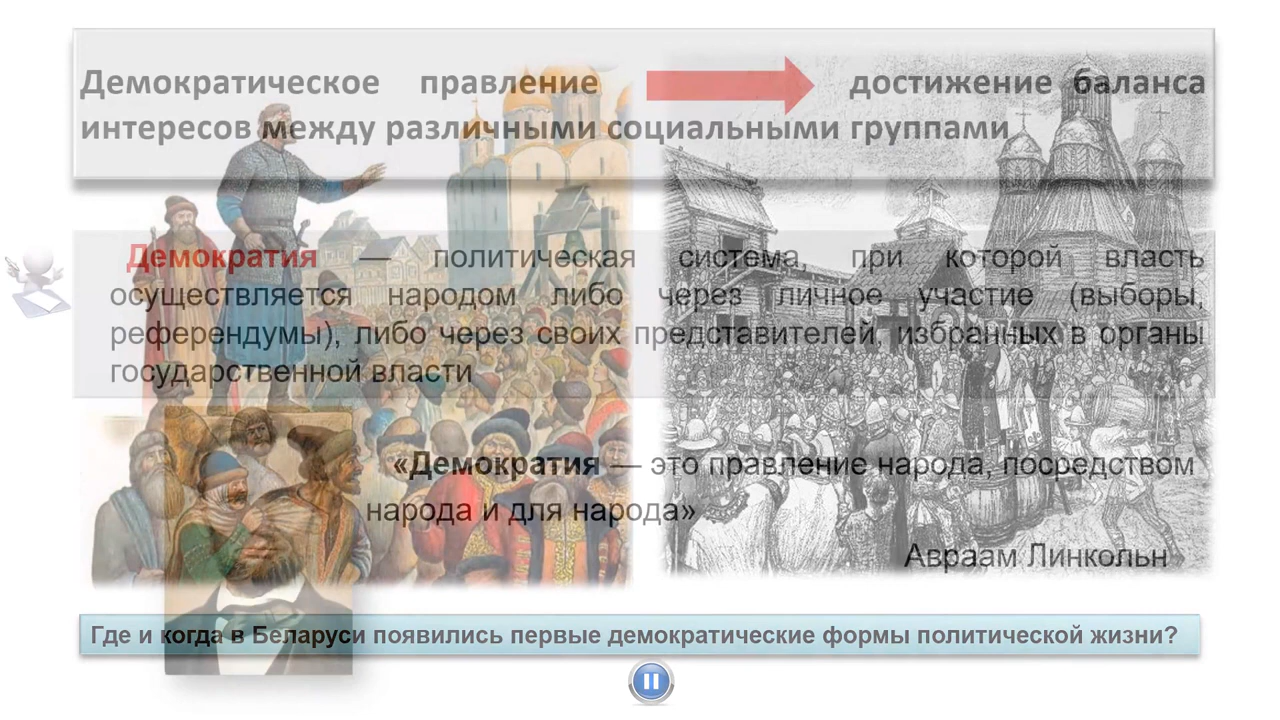 Демократическое правление достижение баланса
интересов между различными социальными группами
Демократия — политическая система, при которой власть
осуществляется народом либо через личное участие (выборы,
референдумы), либо через своих представителей, избранных в органы
государственной власти
«Демократия — это правление народа, посредством
народа и для народа»
Авраам Линкольн
Где и когда в Беларуси появились первые демократические формы политической жизни?